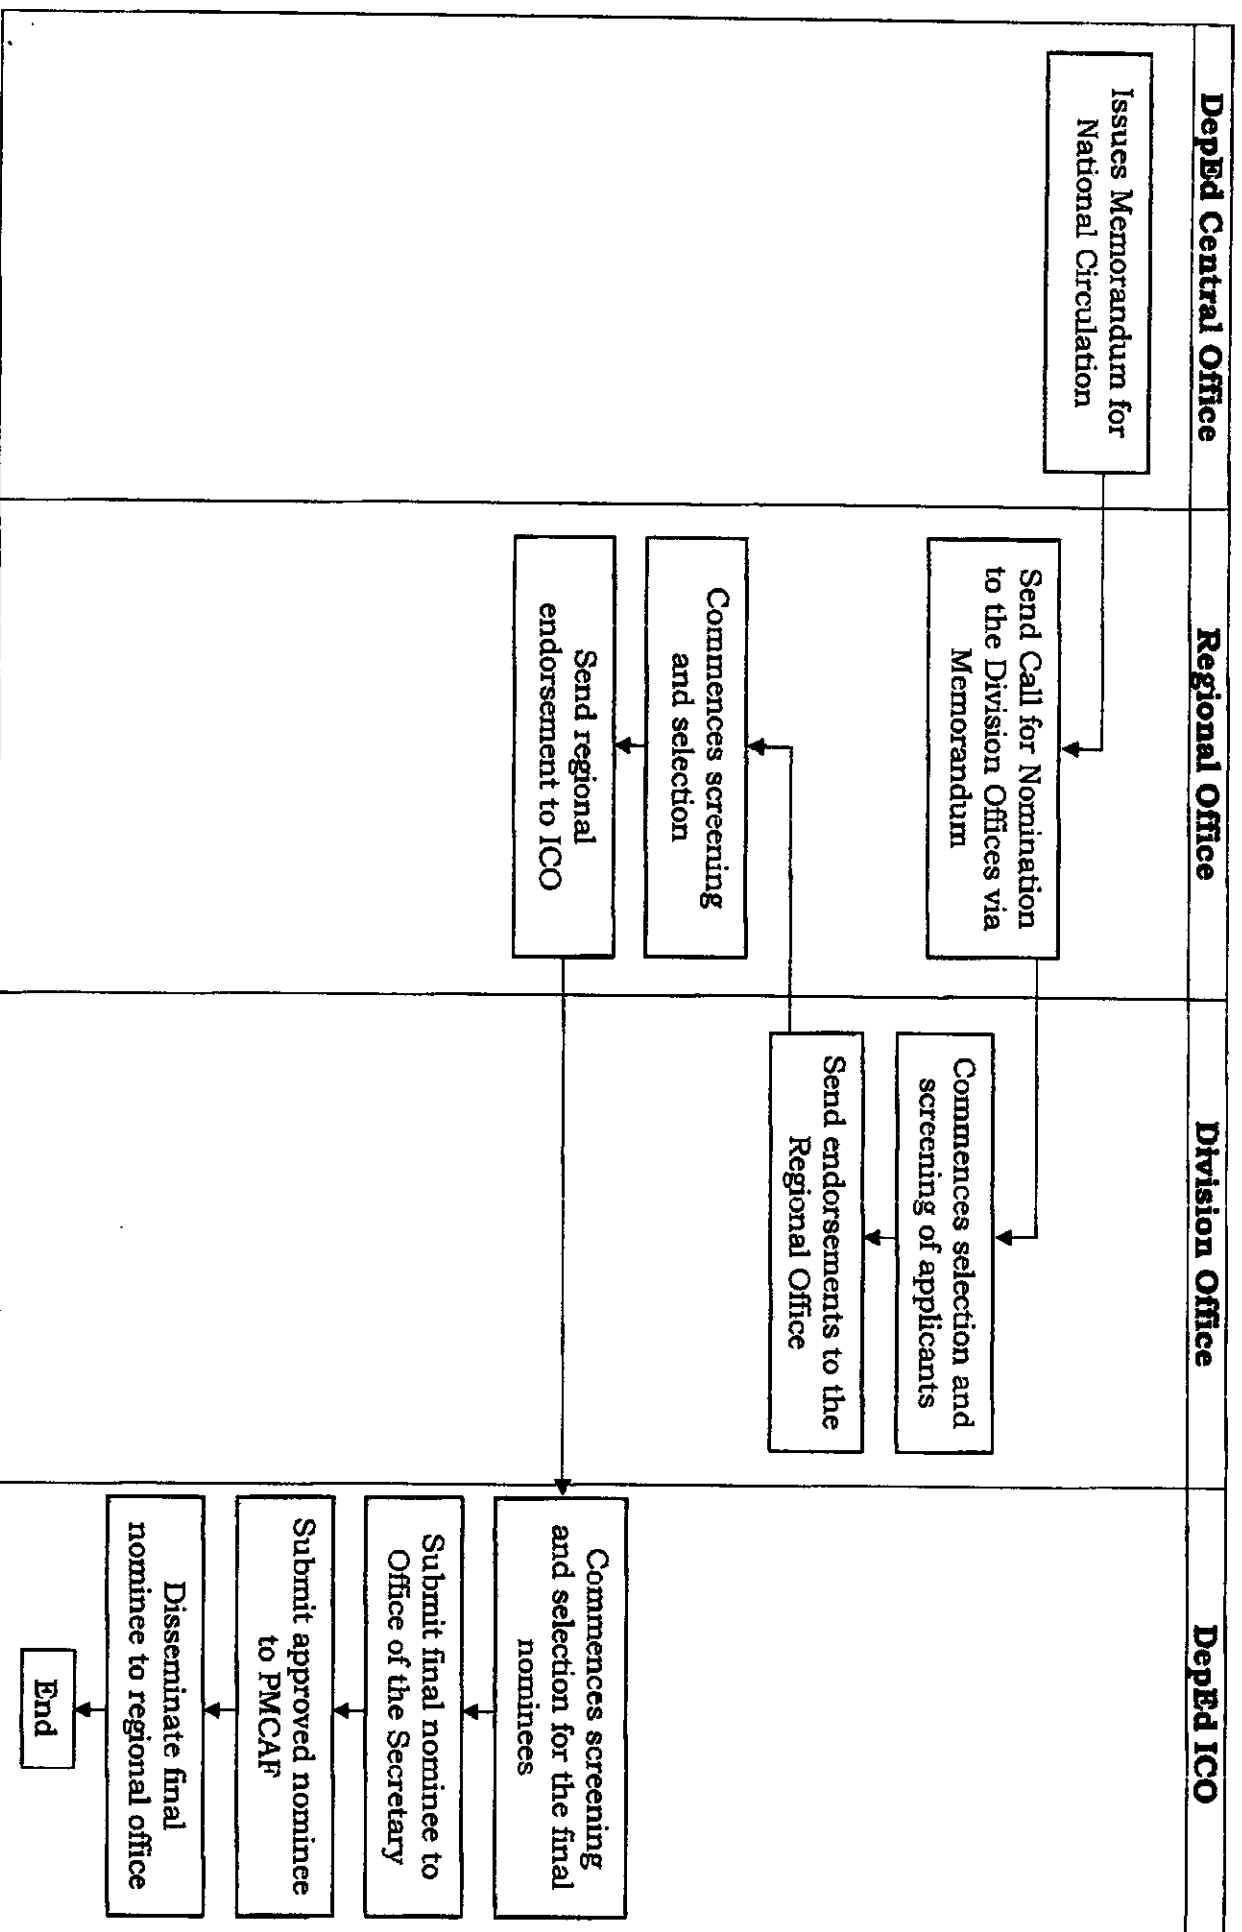 DepEd Central Office
Regional Office
Division Office
DepEd ICO
Issues Memorandum for
National Circulation
Send Call for Nomination
to the Division Offices via
Memorandum
Commences selection and
screening of applicants
Send endorsements to the
Regional Office
Commences screening
and selection
Send regional
endorsement to ICO
Commences screening
and selection for the final
nominees
Submit final nominee to
Office of the Secretary
Submit approved nominee
to PMCAF
Disseminate final
nominee to regional office
End